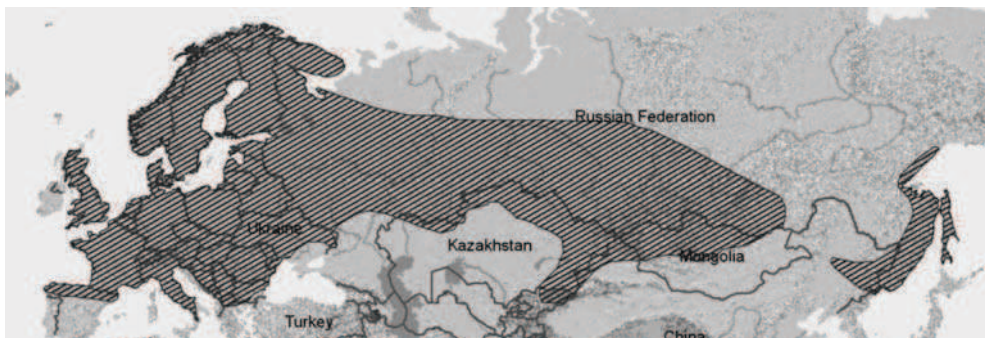 Russian Federation
Ukraine
Kazakhstan
Mongolia
Turkey
China